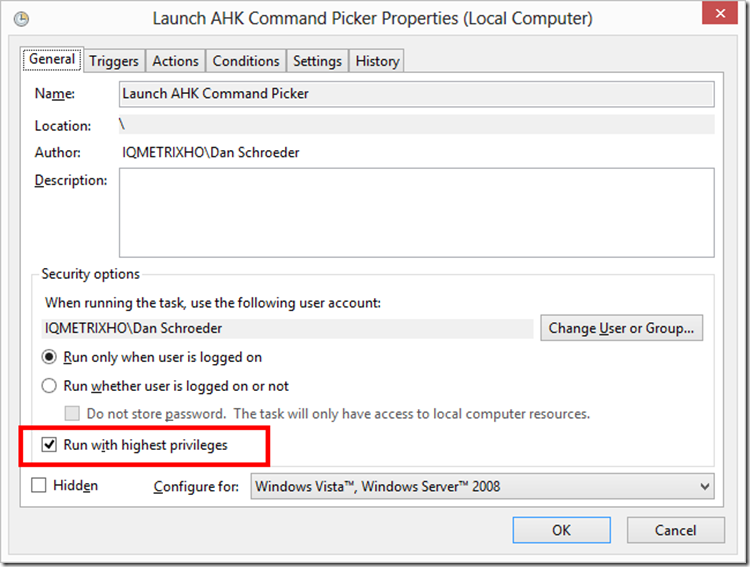 Launch AHK Command Picker Properties (Local Computer)
General Triggers Actions Conditions Settings History
Name: Launch AHK Command Picker
Location: \
Author: IQMETRIXHO\Dan Schroeder
Description:
Security options
When running the task, use the following user account:
IQMETRIXHO\Dan Schroeder Change User or Group...
Run only when user is logged on
Run whether user is logged on or not
Do not store password. The task will only have access to local computer resources.
Run with highest privileges
Hidden Configure for: Windows Vista™, Windows Server™ 2008
OK Cancel